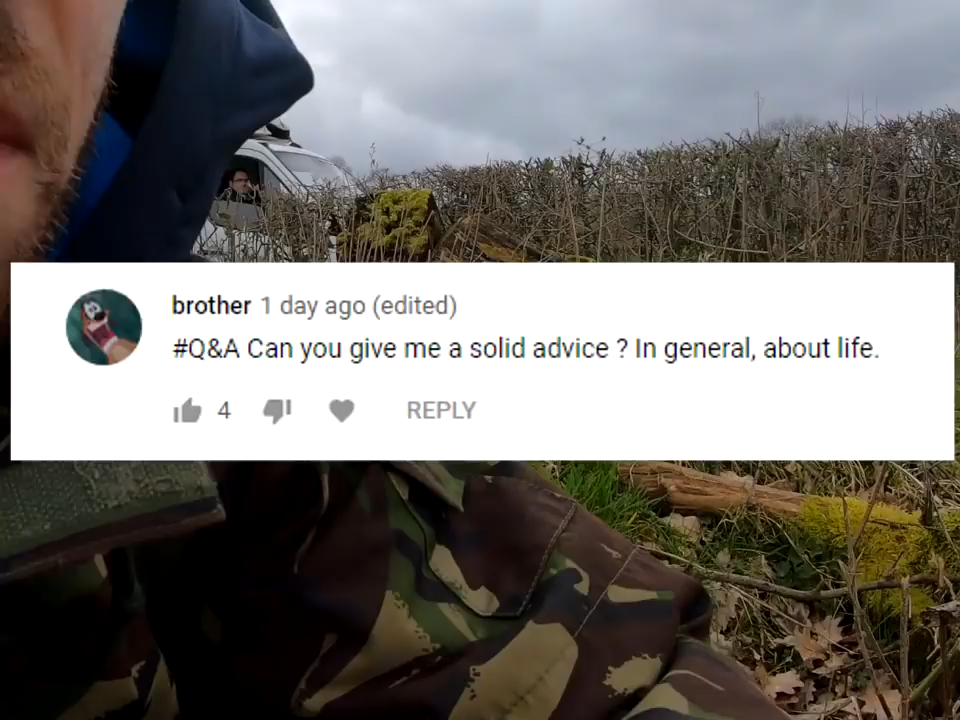 brother 1 day ago (edited)
#Q&A Can you give me a solid advice ? In general, about life.
4 REPLY